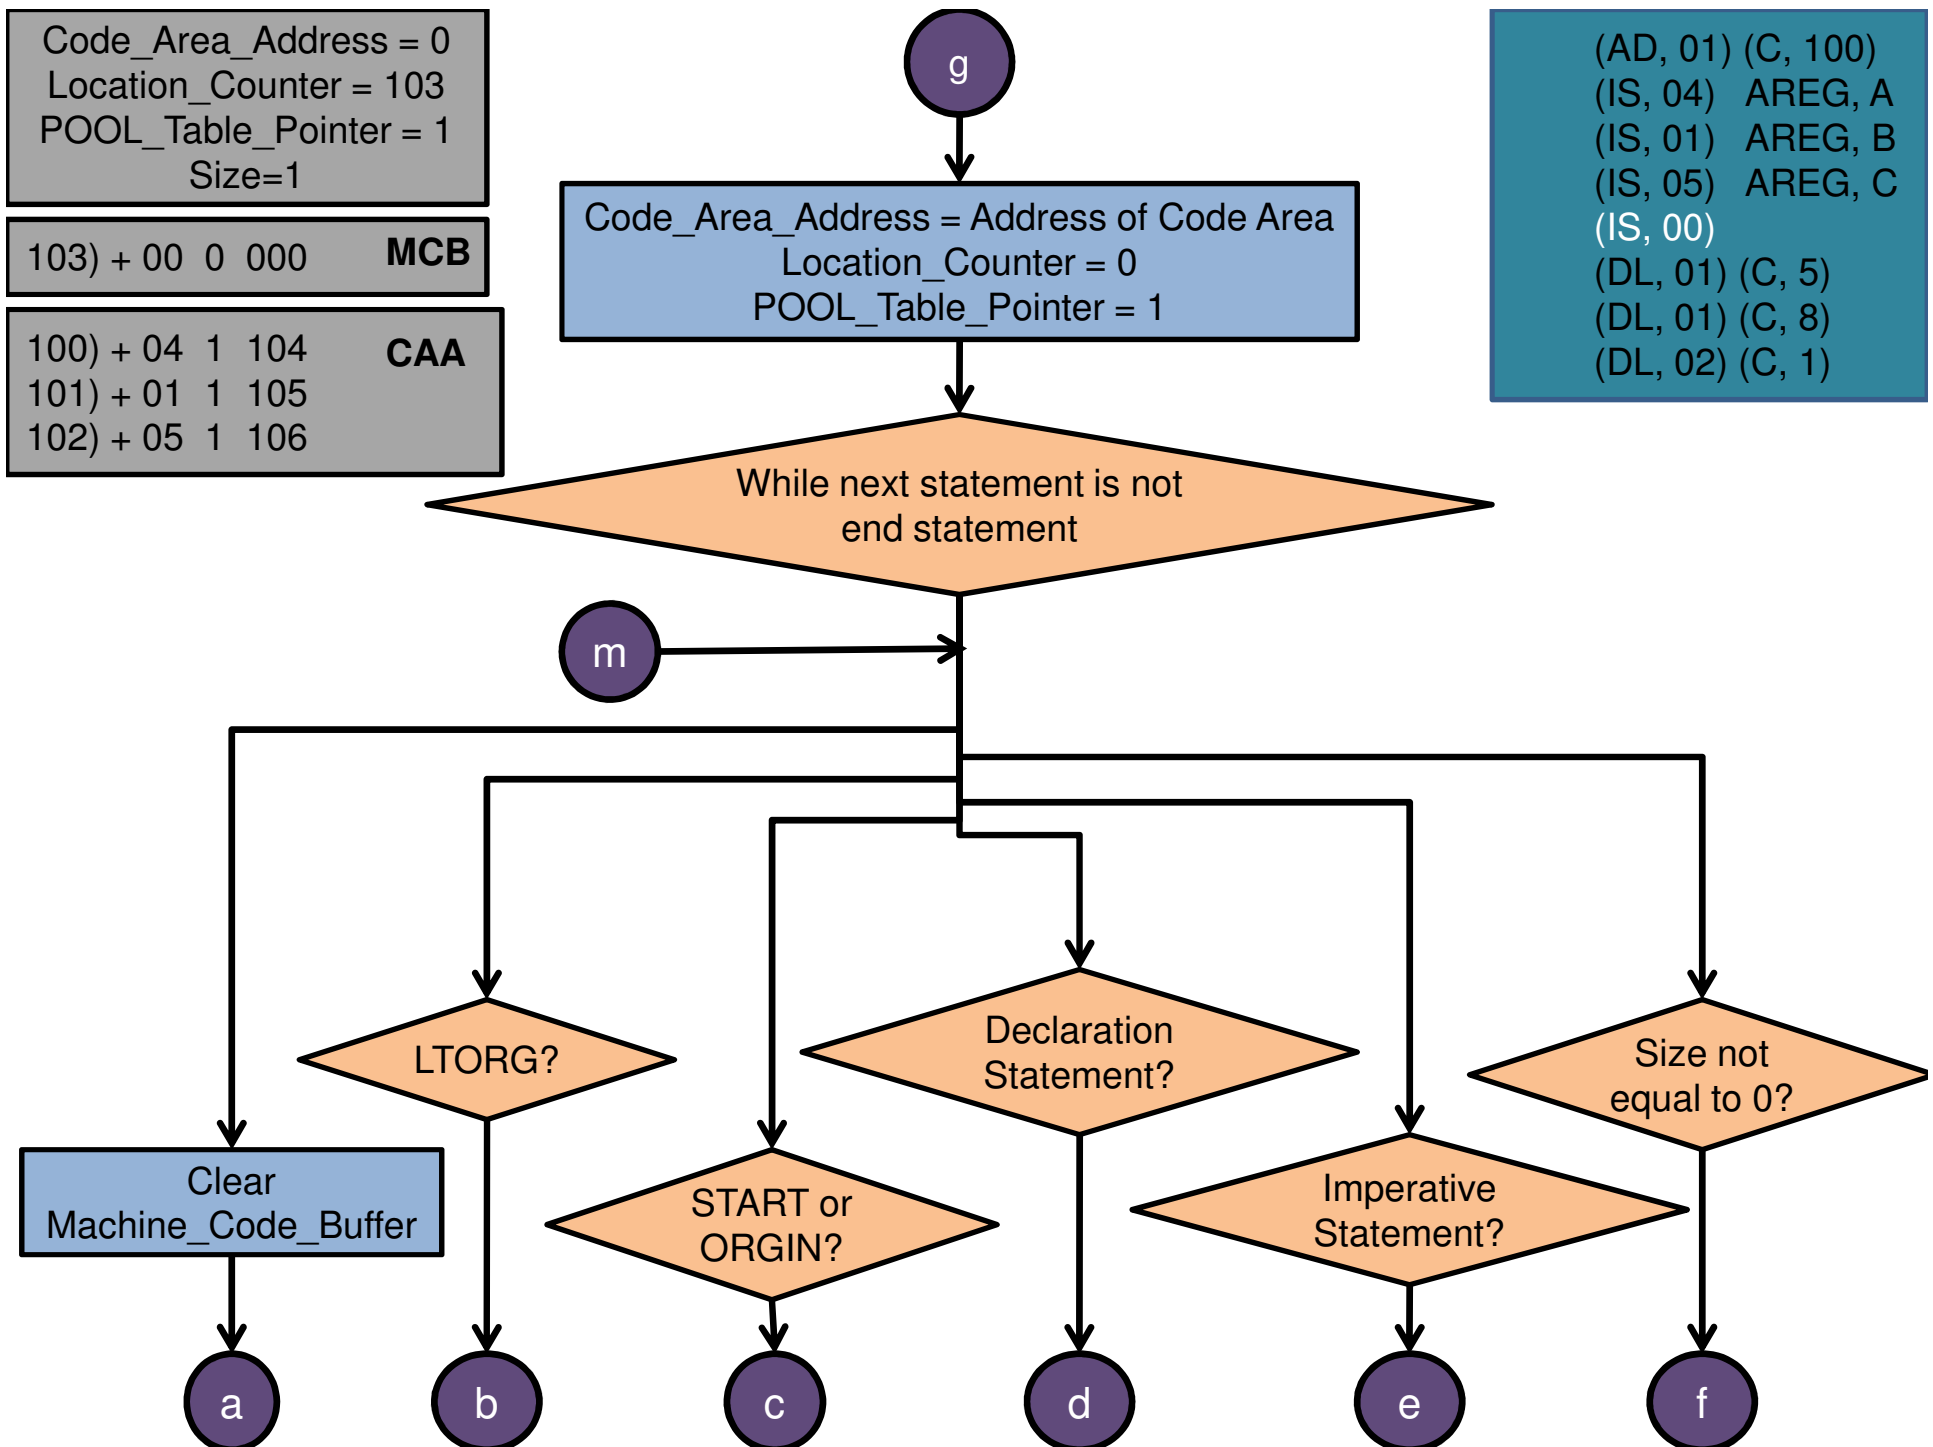 Code_Area_Address = 0
Location_Counter = 103
POOL_Table_Pointer = 1
Size=1
103) + 00 0 000
MCB
100) + 04 1 104
CAA
101) + 01 1 105
102) + 05 1 106
g
Code_Area_Address = Address of Code Area
Location_Counter = 0
POOL_Table_Pointer = 1
(AD, 01) (C, 100)
(IS, 04) AREG, A
(IS, 01) AREG, B
(IS, 05) AREG, C
(IS, 00)
(DL, 01) (C, 5)
(DL, 01) (C, 8)
(DL, 02) (C, 1)
While next statement is not
end statement
m
Clear
Machine_Code_Buffer
LTORG?
START or
ORGIN?
Declaration
Statement?
Imperative
Statement?
Size not
equal to 0?
a
b
c
d
e
f